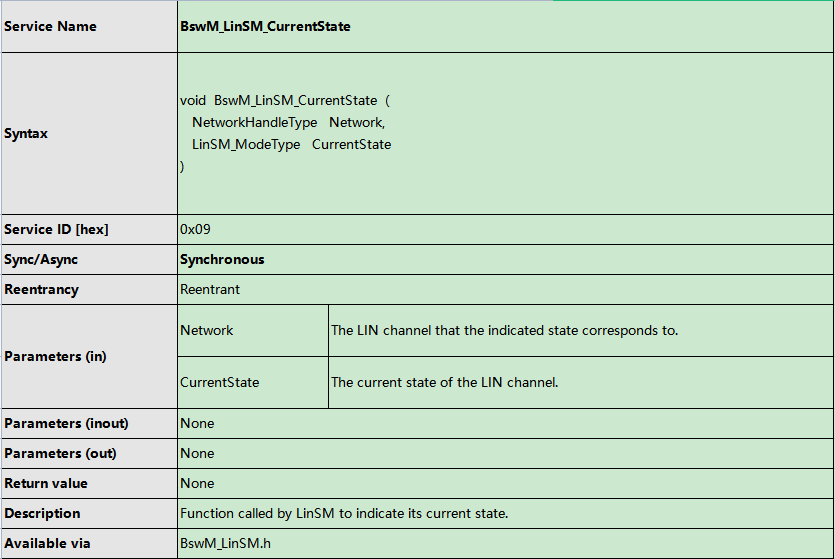 Service Name BswM_LinSM_CurrentState
Syntax
void BswM_LinSM_CurrentState (
NetworkHandleType Network,
LinSM_ModeType CurrentState
)
Service ID [hex] 0x09
Sync/Async Synchronous
Reentrancy Reentrant
Parameters (in)
Network The LIN channel that the indicated state corresponds to.
CurrentState The current state of the LIN channel.
Parameters (inout) None
Parameters (out) None
Return value None
Description Function called by LinSM to indicate its current state.
Available via BswM_LinSM.h